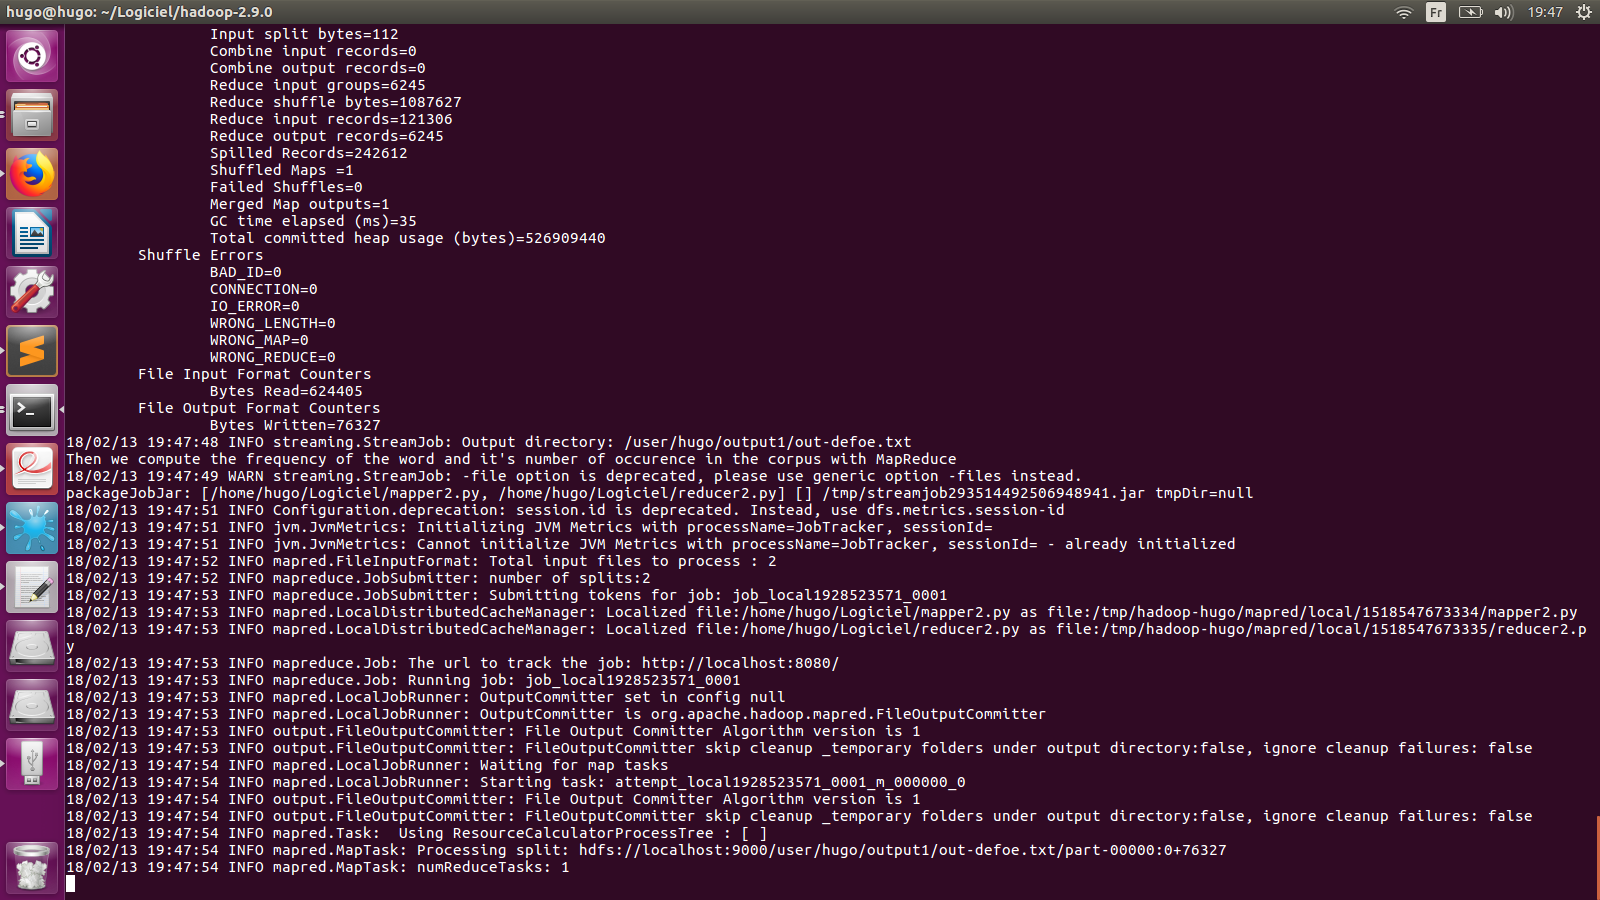 hugo@hugo: ~/Logiciel/hadoop-2.9.0
Fr
19:47
Input split bytes=112
Combine input records=0
Combine output records=0
Reduce input groups=6245
Reduce shuffle bytes=1087627
Reduce input records=121306
Reduce output records=6245
Spilled Records=242612
Shuffled Maps =1
Failed Shuffles=0
Merged Map outputs=1
GC time elapsed (ms)=35
Total committed heap usage (bytes)=526909440
Shuffle Errors
BAD_ID=0
CONNECTION=0
IO_ERROR=0
WRONG_LENGTH=0
WRONG_MAP=0
WRONG_REDUCE=0
File Input Format Counters
Bytes Read=624405
File Output Format Counters
Bytes Written=76327
18/02/13 19:47:48 INFO streaming.StreamJob: Output directory: /user/hugo/output1/out-defoe.txt
Then we compute the frequency of the word and it's number of occurence in the corpus with MapReduce
18/02/13 19:47:49 WARN streaming.StreamJob: -file option is deprecated, please use generic option -files instead.
packageJobJar: [/home/hugo/Logiciel/mapper2.py, /home/hugo/Logiciel/reducer2.py] [] /tmp/streamjob293514492506948941.jar tmpDir=null
18/02/13 19:47:51 INFO Configuration.deprecation: session.id is deprecated. Instead, use dfs.metrics.session-id
18/02/13 19:47:51 INFO jvm.JvmMetrics: Initializing JVM Metrics with processName=JobTracker, sessionId=
18/02/13 19:47:51 INFO jvm.JvmMetrics: Cannot initialize JVM Metrics with processName=JobTracker, sessionId= - already initialized
18/02/13 19:47:52 INFO mapred.FileInputFormat: Total input files to process : 2
18/02/13 19:47:52 INFO mapreduce.JobSubmitter: number of splits:2
18/02/13 19:47:53 INFO mapreduce.JobSubmitter: Submitting tokens for job: job_local1928523571_0001
18/02/13 19:47:53 INFO mapred.LocalDistributedCacheManager: Localized file:/home/hugo/Logiciel/mapper2.py as file:/tmp/hadoop-hugo/mapred/local/1518547673334/mapper2.py
18/02/13 19:47:53 INFO mapred.LocalDistributedCacheManager: Localized file:/home/hugo/Logiciel/reducer2.py as file:/tmp/hadoop-hugo/mapred/local/1518547673335/reducer2.p
y
18/02/13 19:47:53 INFO mapreduce.Job: The url to track the job: http://localhost:8080/
18/02/13 19:47:53 INFO mapreduce.Job: Running job: job_local1928523571_0001
18/02/13 19:47:53 INFO mapred.LocalJobRunner: OutputCommitter set in config null
18/02/13 19:47:53 INFO mapred.LocalJobRunner: OutputCommitter is org.apache.hadoop.mapred.FileOutputCommitter
18/02/13 19:47:53 INFO output.FileOutputCommitter: File Output Committer Algorithm version is 1
18/02/13 19:47:53 INFO output.FileOutputCommitter: FileOutputCommitter skip cleanup _temporary folders under output directory:false, ignore cleanup failures: false
18/02/13 19:47:54 INFO mapred.LocalJobRunner: Waiting for map tasks
18/02/13 19:47:54 INFO mapred.LocalJobRunner: Starting task: attempt_local1928523571_0001_m_000000_0
18/02/13 19:47:54 INFO output.FileOutputCommitter: File Output Committer Algorithm version is 1
18/02/13 19:47:54 INFO output.FileOutputCommitter: FileOutputCommitter skip cleanup _temporary folders under output directory:false, ignore cleanup failures: false
18/02/13 19:47:54 INFO mapred.Task:  Using ResourceCalculatorProcessTree : [ ]
18/02/13 19:47:54 INFO mapred.MapTask: Processing split: hdfs://localhost:9000/user/hugo/output1/out-defoe.txt/part-00000:0+76327
18/02/13 19:47:54 INFO mapred.MapTask: numReduceTasks: 1